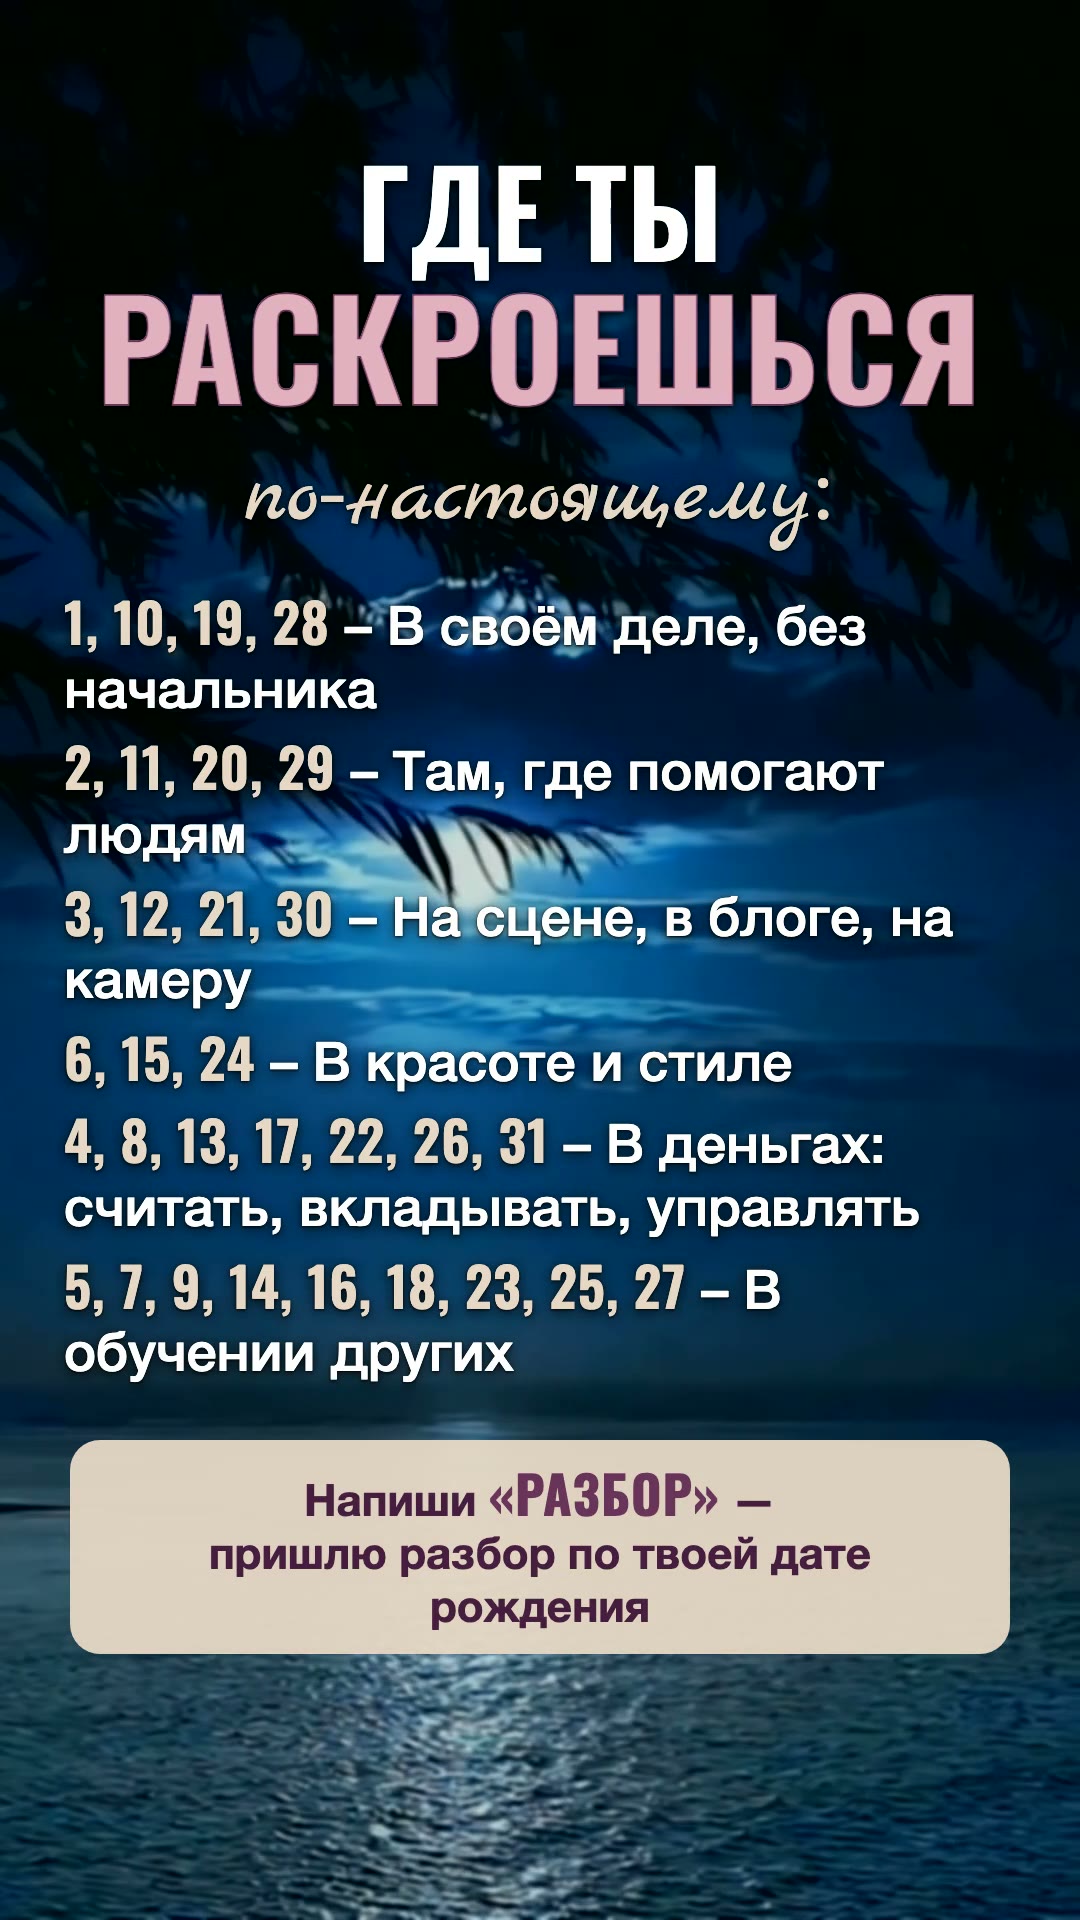 ГДЕ ТЫ
РАСКРОЕШЬСЯ
по-настоящему:
1, 10, 19, 28 – В своём деле, без
начальника
2, 11, 20, 29 – Там, где помогают
людям
3, 12, 21, 30 – На сцене, в блоге, на
камеру
6, 15, 24 – В красоте и стиле
4, 8, 13, 17, 22, 26, 31 – В деньгах:
считать, вкладывать, управлять
5, 7, 9, 14, 16, 18, 23, 25, 27 – В
обучении других
Напиши «РАЗБОР» —
пришлю разбор по твоей дате
рождения